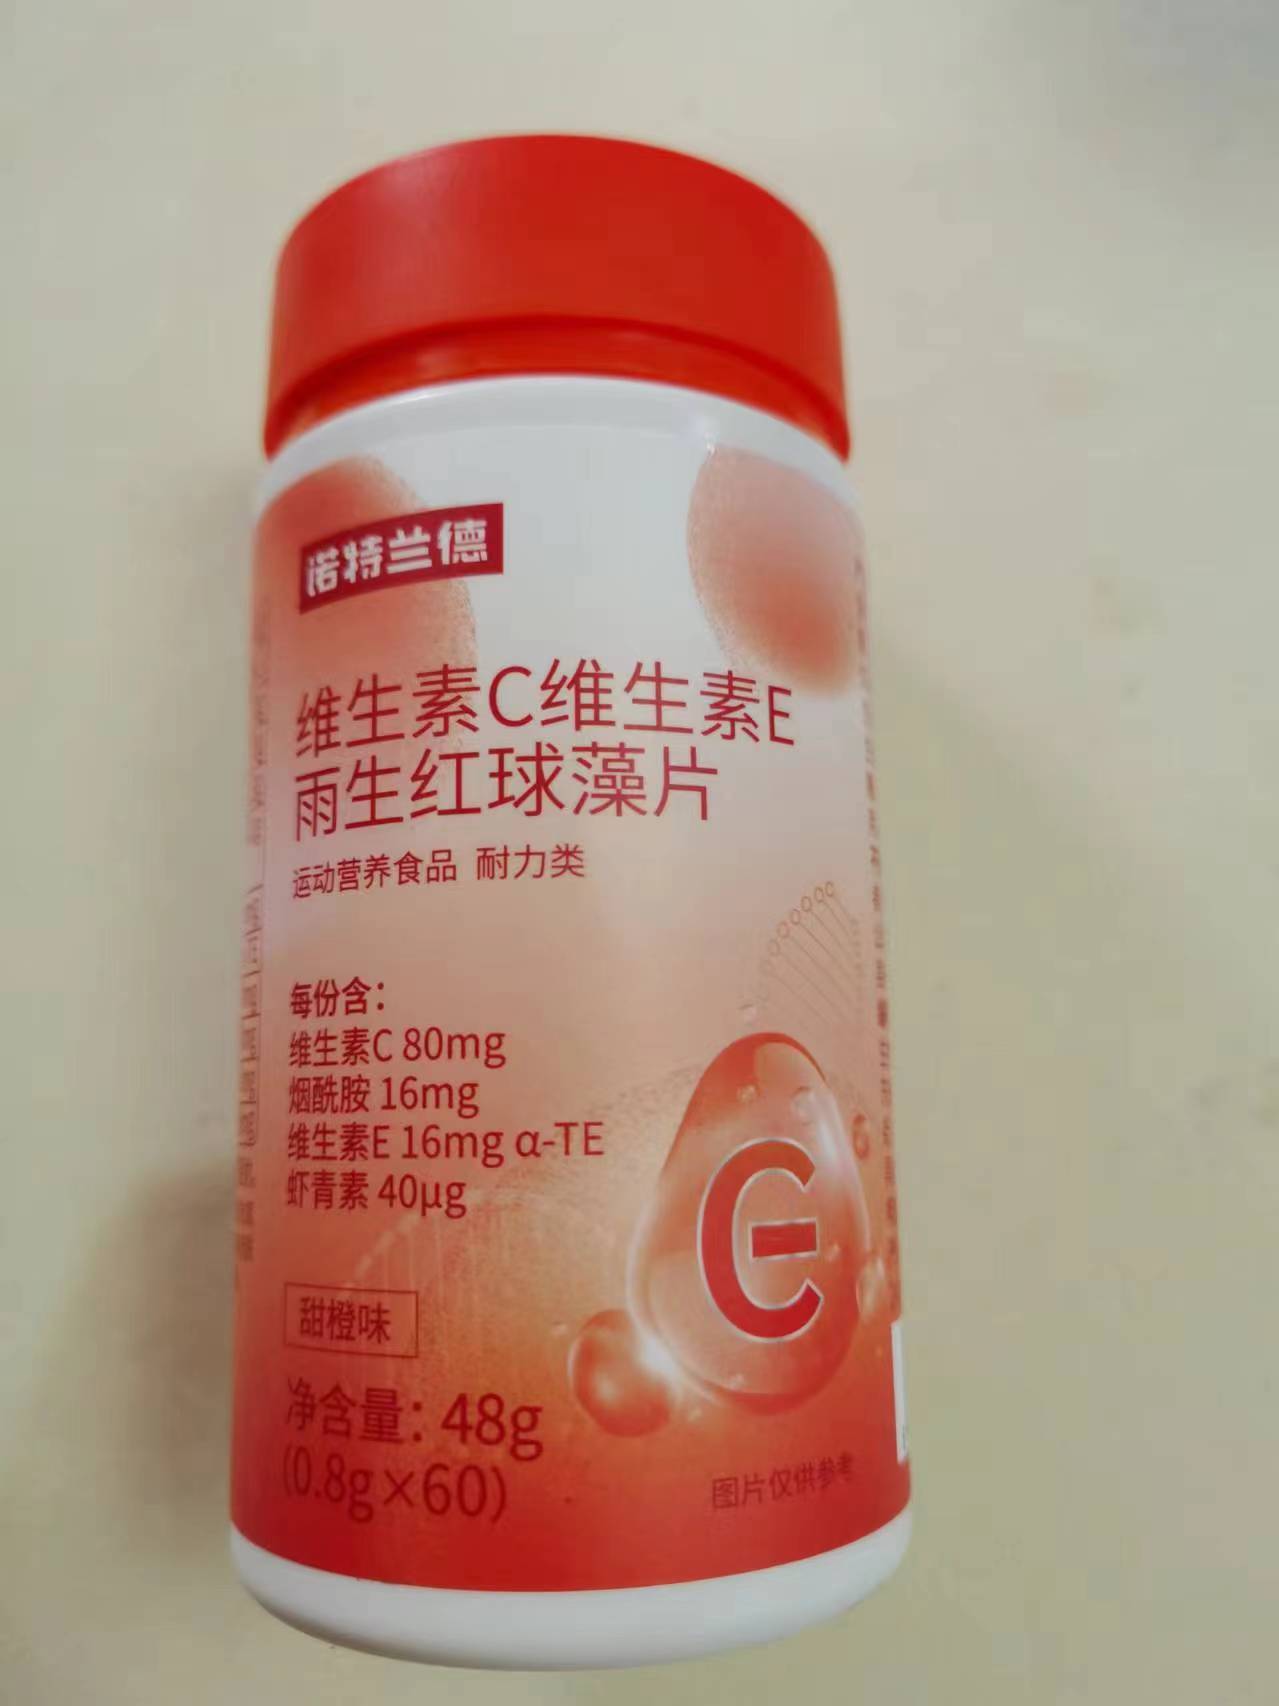 诺特兰德
维生素C维生素E
雨生红球藻片
运动营养食品 耐力类
每份含：
维生素C 80mg
烟酰胺 16mg
维生素E 16mg α-TE
虾青素 40μg
C
E
甜橙味
净含量：48g
(0.8g×60)
图片仅供参考